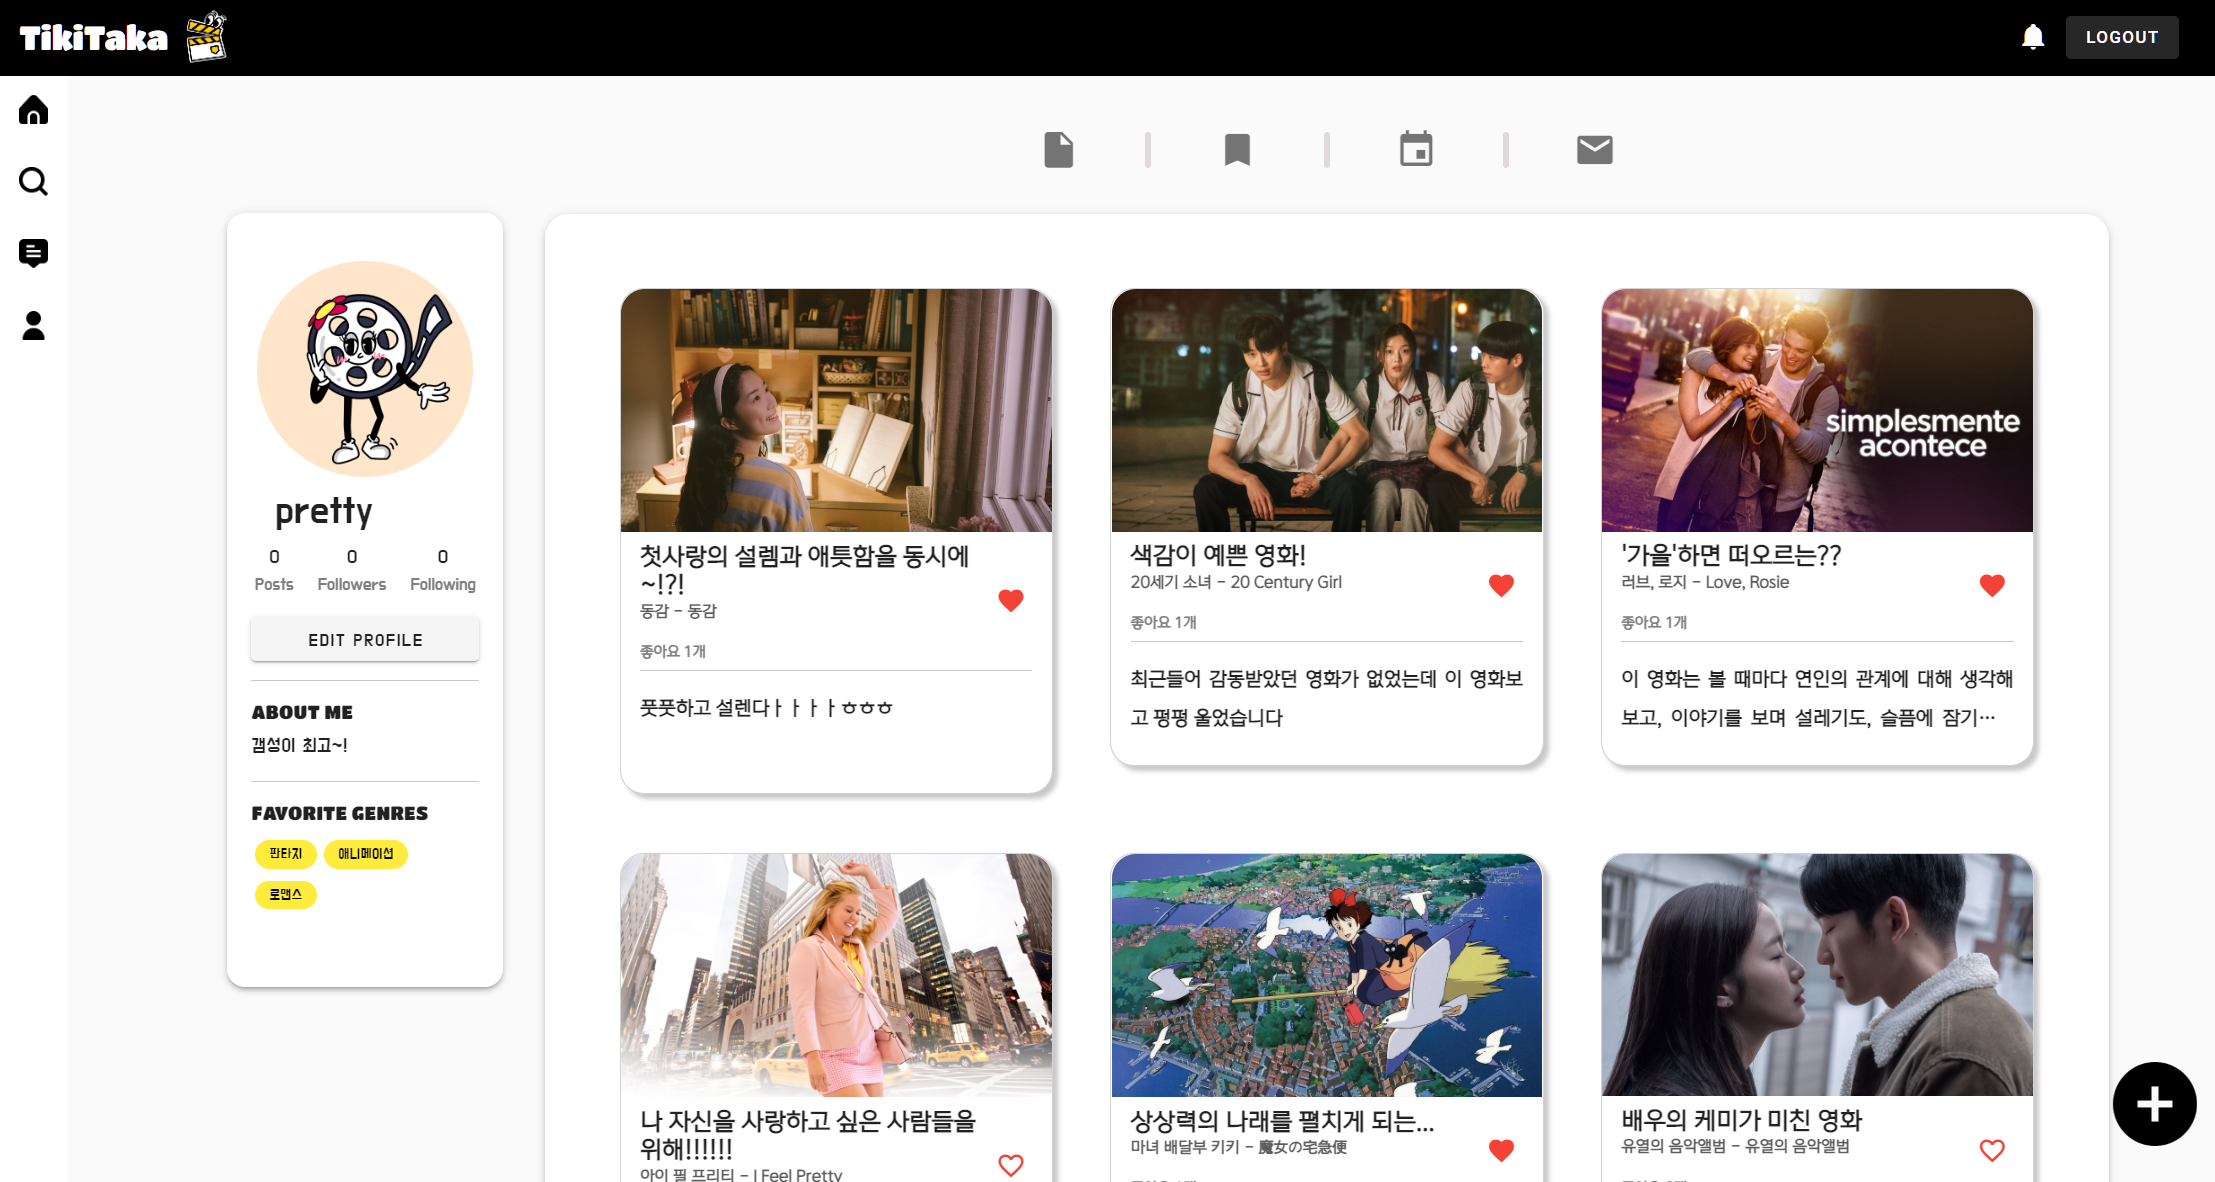 TikiTaka
LOGOUT
pretty
0 0 0
Posts Followers Following
EDIT PROFILE
ABOUT ME
갬성이 최고~!
FAVORITE GENRES
판타지 애니메이션
로맨스
첫사랑의 설렘과 애틋함을 동시에
~!?!
동감 - 동감
좋아요 1개
풋풋하고 설렌다ㅏㅏㅏㅏㅎㅎㅎ
색감이 예쁜 영화!
20세기 소녀 - 20 Century Girl
좋아요 1개
최근들어 감동받았던 영화가 없었는데 이 영화보
고 펑펑 울었습니다
simplesmente
acontece
'가을'하면 떠오르는??
러브, 로지 - Love, Rosie
좋아요 1개
이 영화는 볼 때마다 연인의 관계에 대해 생각해
보고, 이야기를 보며 설레기도, 슬픔에 잠기…
나 자신을 사랑하고 싶은 사람들을
위해!!!!!!
아이 필 프리티 - I Feel Pretty
상상력의 나래를 펼치게 되는...
마녀 배달부 키키 - 魔女の宅急便
배우의 케미가 미친 영화
유열의 음악앨범 - 유열의 음악앨범